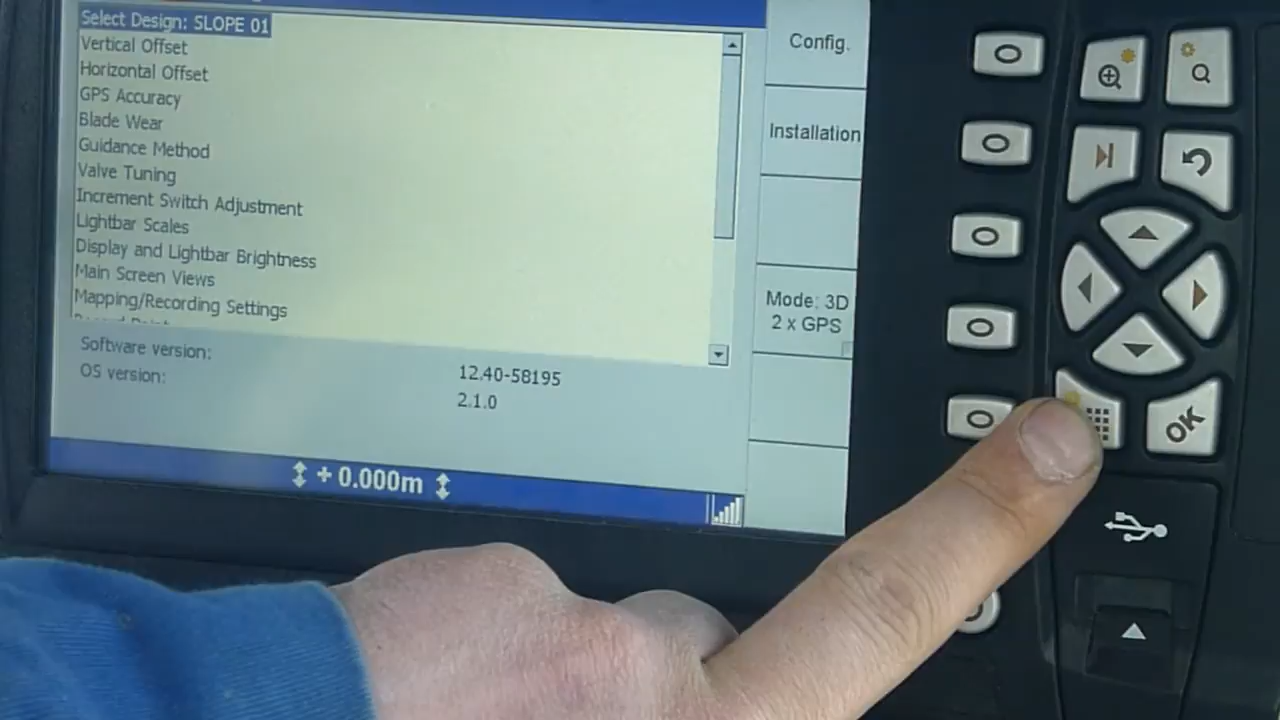 Select Design: SLOPE 01
Vertical Offset
Horizontal Offset
GPS Accuracy
Blade Wear
Guidance Method
Valve Tuning
Increment Switch Adjustment
Lightbar Scales
Display and Lightbar Brightness
Main Screen Views
Mapping/Recording Settings
Software version: 12.40-58195
OS version: 2.1.0
+ 0.000m
Config.
Installation
Mode: 3D
2 x GPS
OK